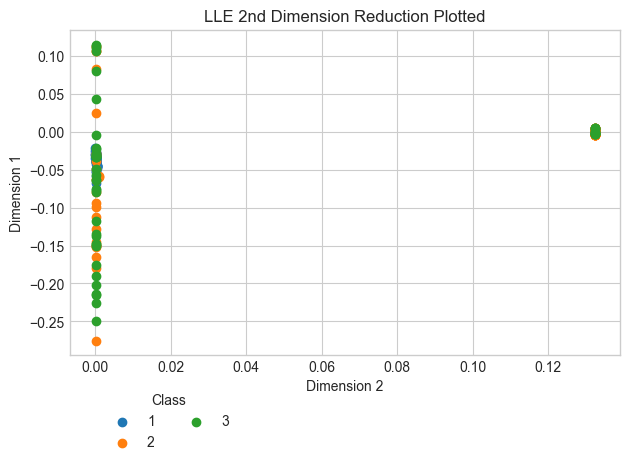 LLE 2nd Dimension Reduction Plotted
0.10
0.05
0.00
−0.05
−0.10
−0.15
−0.20
−0.25
Dimension 1
0.00 0.02 0.04 0.06 0.08 0.10 0.12
Dimension 2
Class
1 3
2